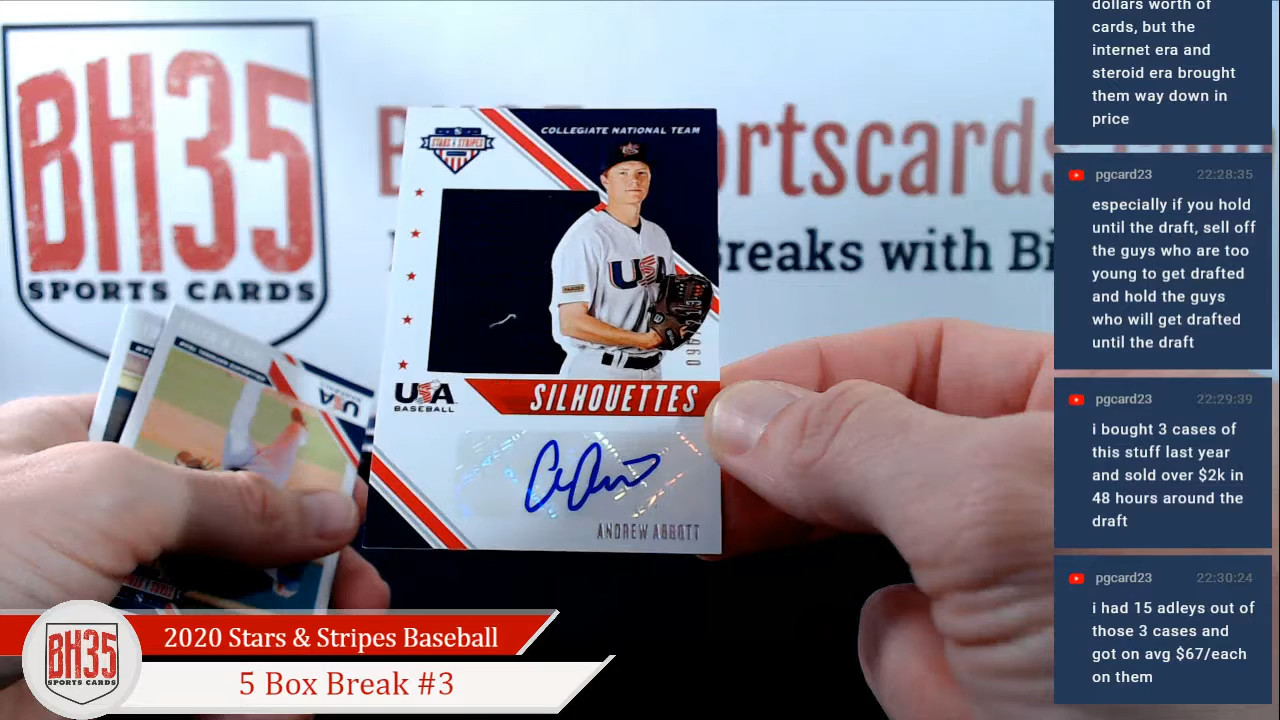 BH35
SPORTS CARDS
STARS & STRIPES
COLLEGIATE NATIONAL TEAM
USA
USA
BASEBALL
SILHOUETTES
ANDREW ABBOTT
USA
ortscards
Breaks with Bi
2020 Stars & Stripes Baseball
5 Box Break #3
BH35
SPORTS CARDS
dollars worth of
cards, but the
internet era and
steroid era brought
them way down in
price
pgcard23 22:28:35
especially if you hold
until the draft, sell off
the guys who are too
young to get drafted
and hold the guys
who will get drafted
until the draft
pgcard23 22:29:39
i bought 3 cases of
this stuff last year
and sold over $2k in
48 hours around the
draft
pgcard23 22:30:24
i had 15 adleys out of
those 3 cases and
got on avg $67/each
on them